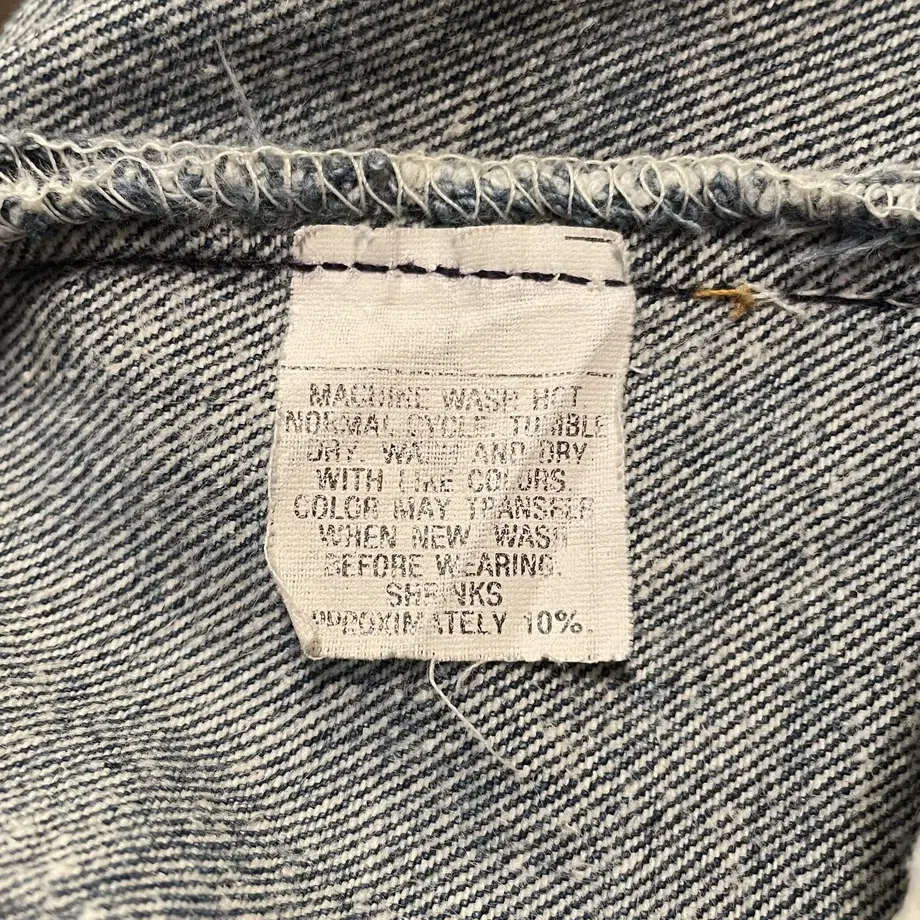 MACHINE WASH HOT
NORMAL CYCLE. TUMBLE
DRY. WASH AND DRY
WITH LIKE COLORS.
COLOR MAY TRANSFER
WHEN NEW. WASH
BEFORE WEARING.
SHRINKS
APPROXIMATELY 10%.